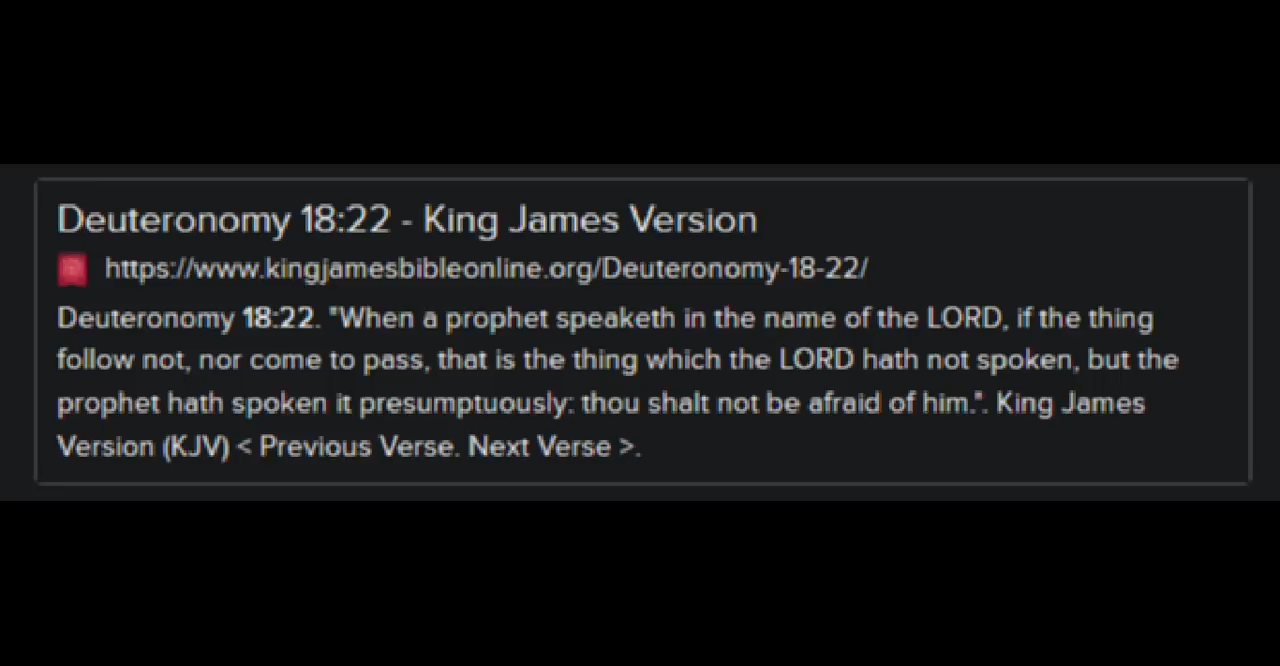 Deuteronomy 18:22 - King James Version
https://www.kingjamesbibleonline.org/Deuteronomy-18-22/
Deuteronomy 18:22. "When a prophet speaketh in the name of the LORD, if the thing
follow not, nor come to pass, that is the thing which the LORD hath not spoken, but the
prophet hath spoken it presumptuously: thou shalt not be afraid of him.". King James
Version (KJV) < Previous Verse. Next Verse >.